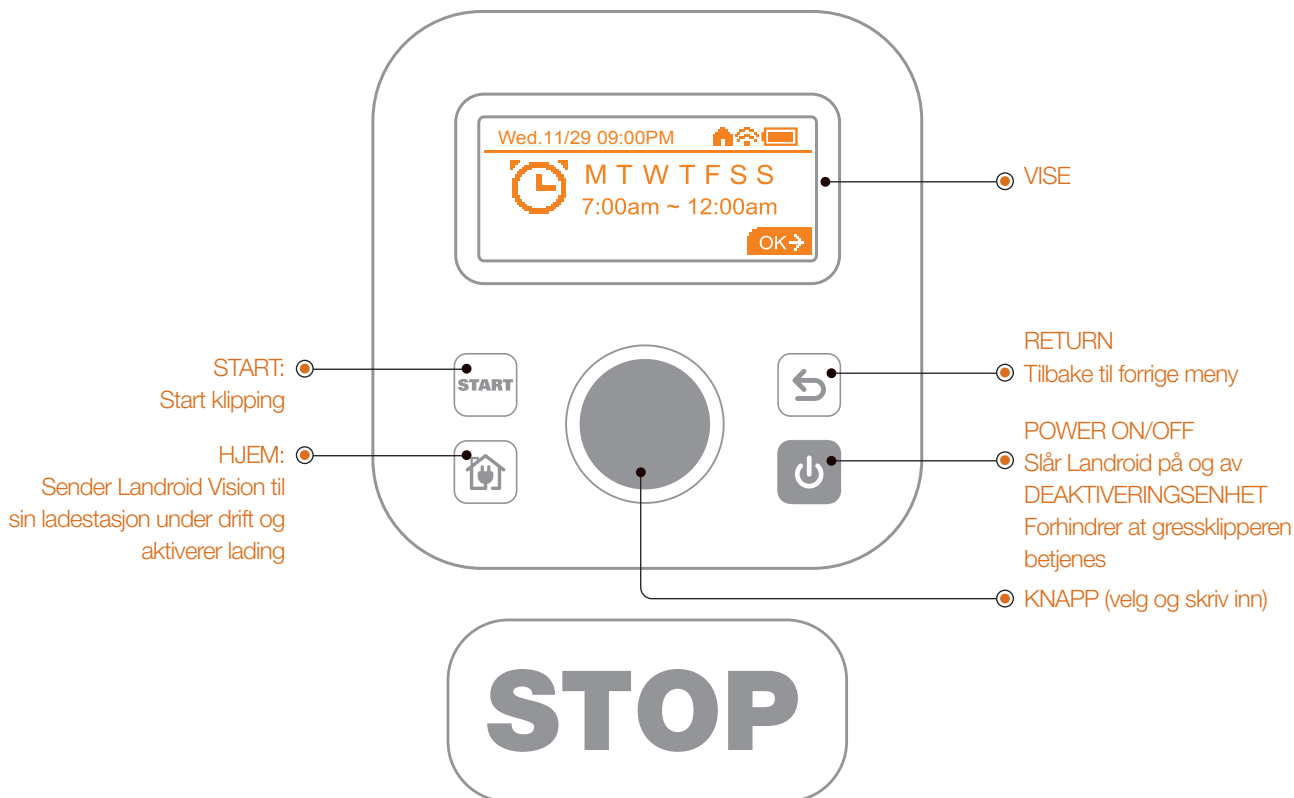 Wed.11/29 09:00PM
M T W T F S S
7:00am ~ 12:00am
OK
VISE
START
START:
Start klipping
HJEM:
Sender Landroid Vision til
sin ladestasjon under drift og
aktiverer lading
RETURN
Tilbake til forrige meny
POWER ON/OFF
Slår Landroid på og av
DEAKTIVERINGSENHET
Forhindrer at gressklipperen
betjenes
KNAPP (velg og skriv inn)
STOP